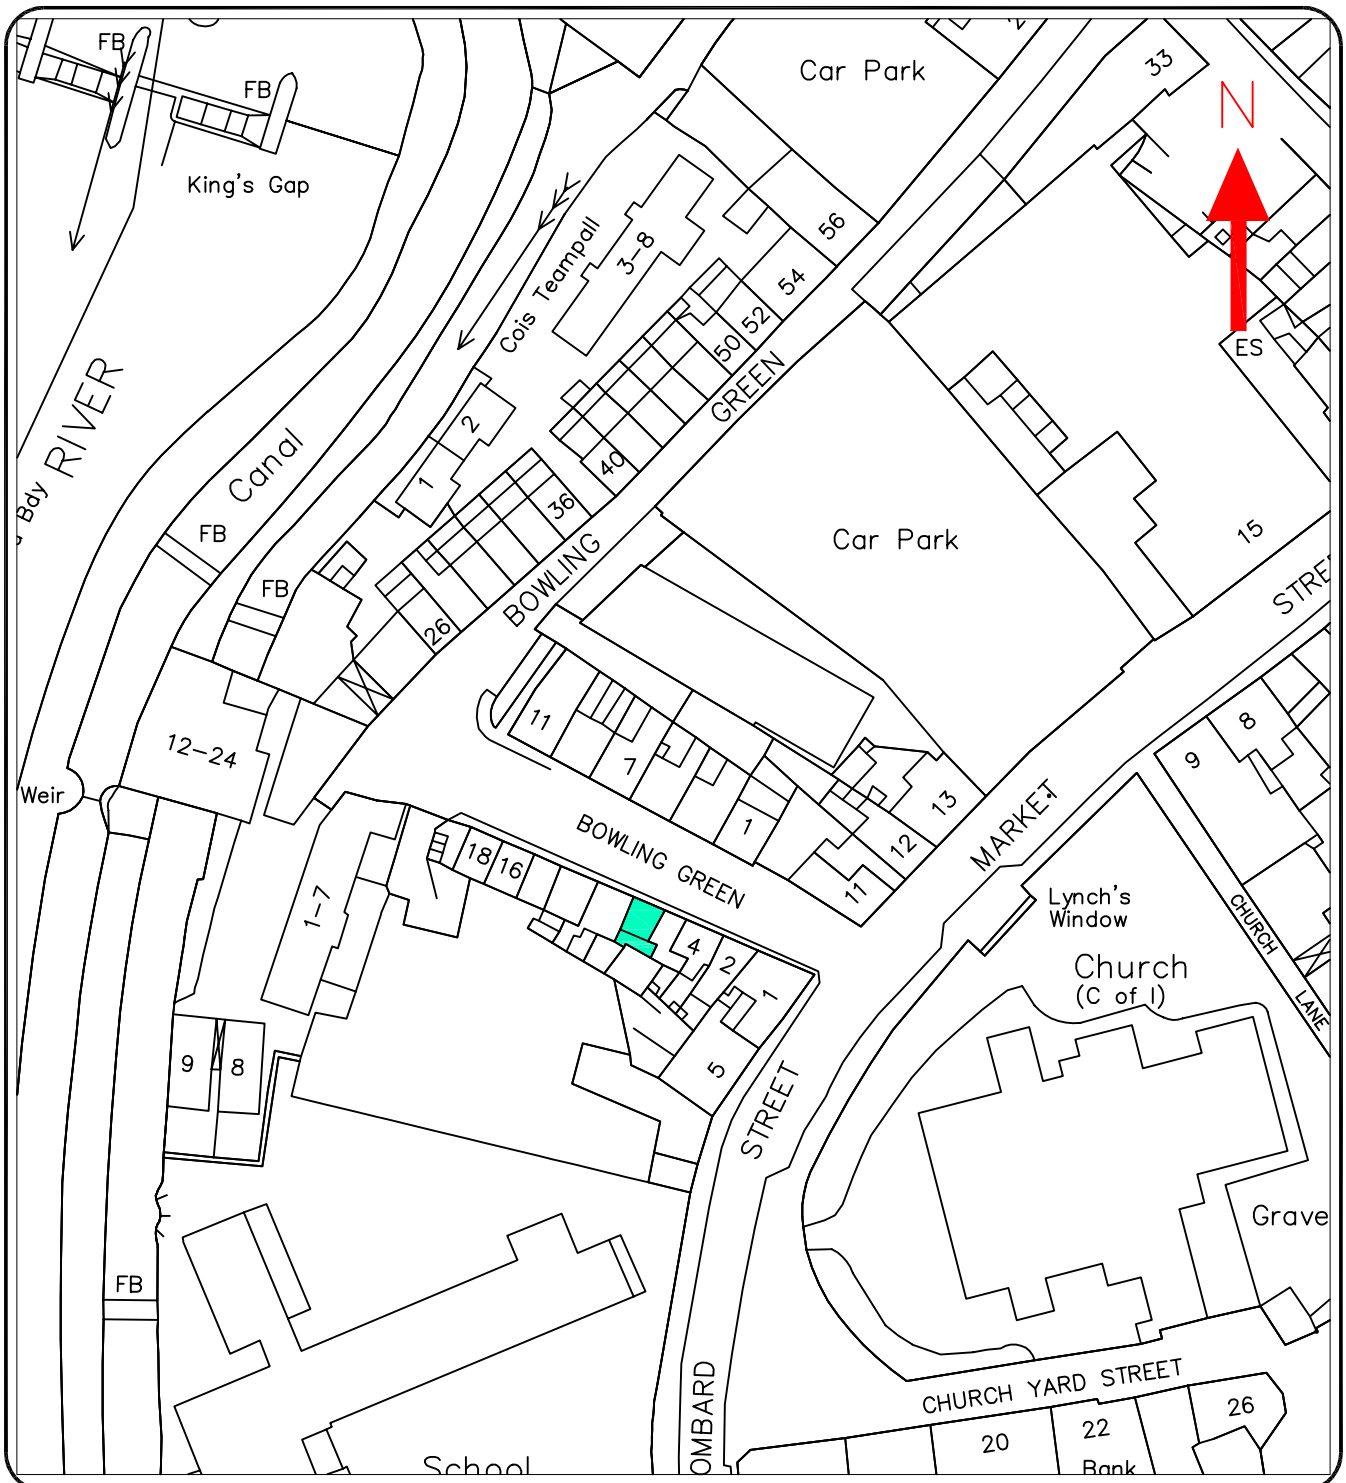 FB
FB
King's Gap
Car Park
33
N
ES
56
54
52
50
3-8
Cois Teampall
GREEN
RIVER
Bdy
Canal
FB
FB
2
1
40
36
26
BOWLING
Car Park
15
STREE
12-24
Weir
11
7
1
13
12
11
MARKET
8
9
BOWLING GREEN
18
16
4
2
1
5
1-7
Lynch's
Window
CHURCH
LANE
Church
(C of I)
9
8
STREET
Grave
FB
CHURCH YARD STREET
OMBARD
20
22
Bank
26
School